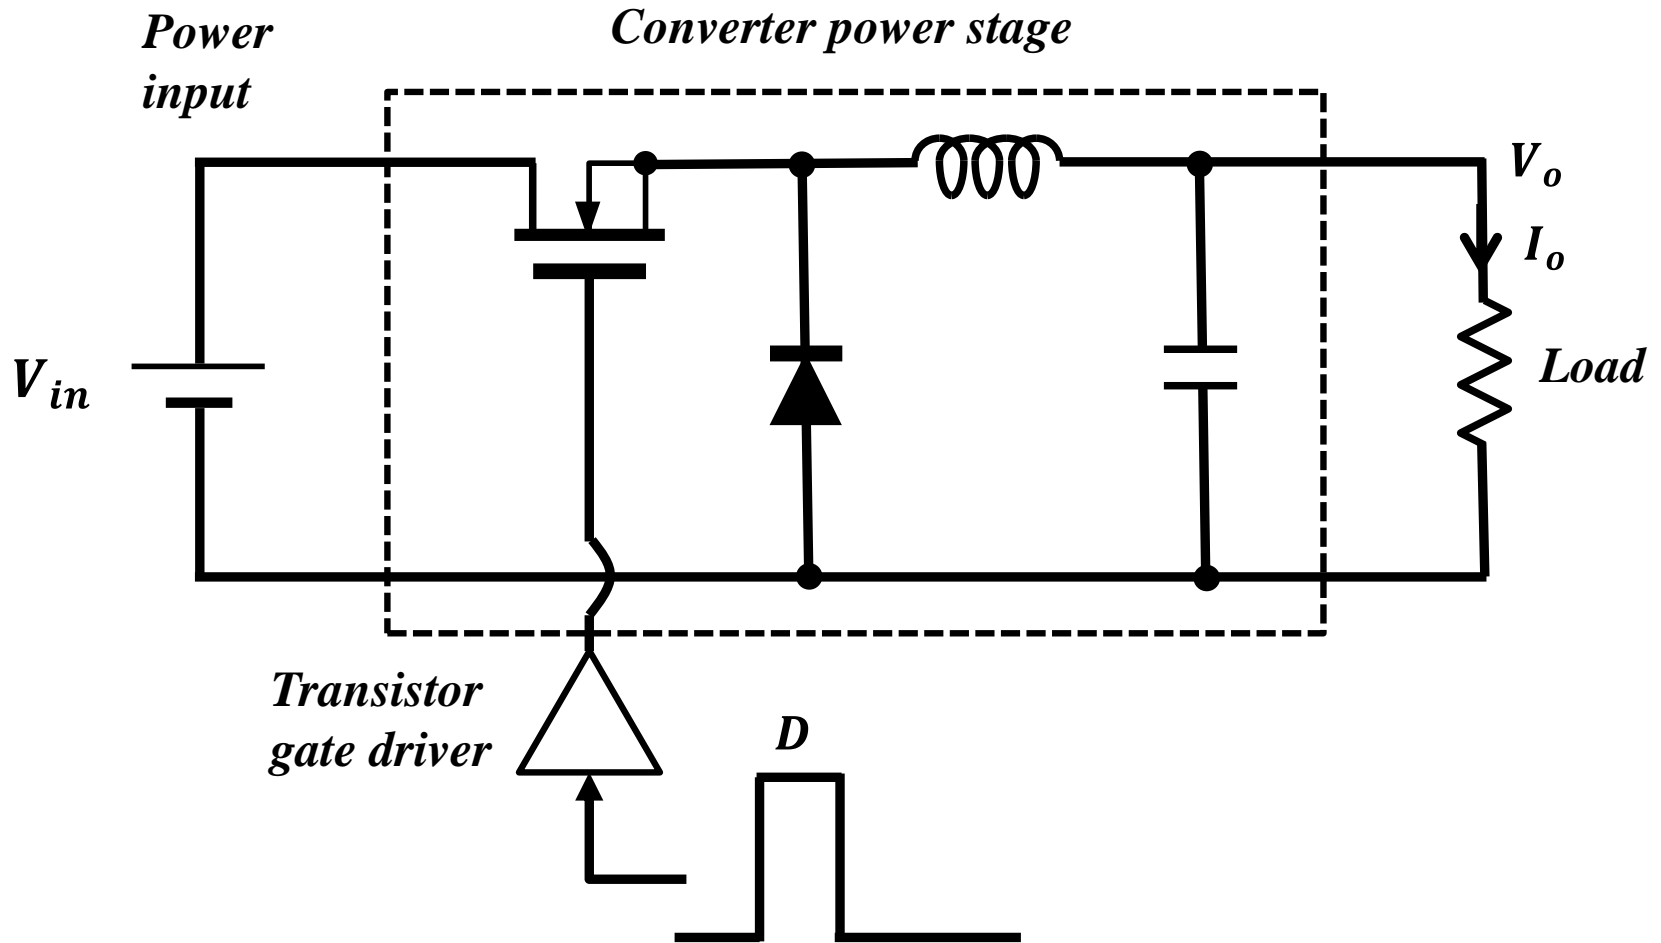 Power
input
Converter power stage
V_o
I_o
V_in
Load
Transistor
gate driver
D